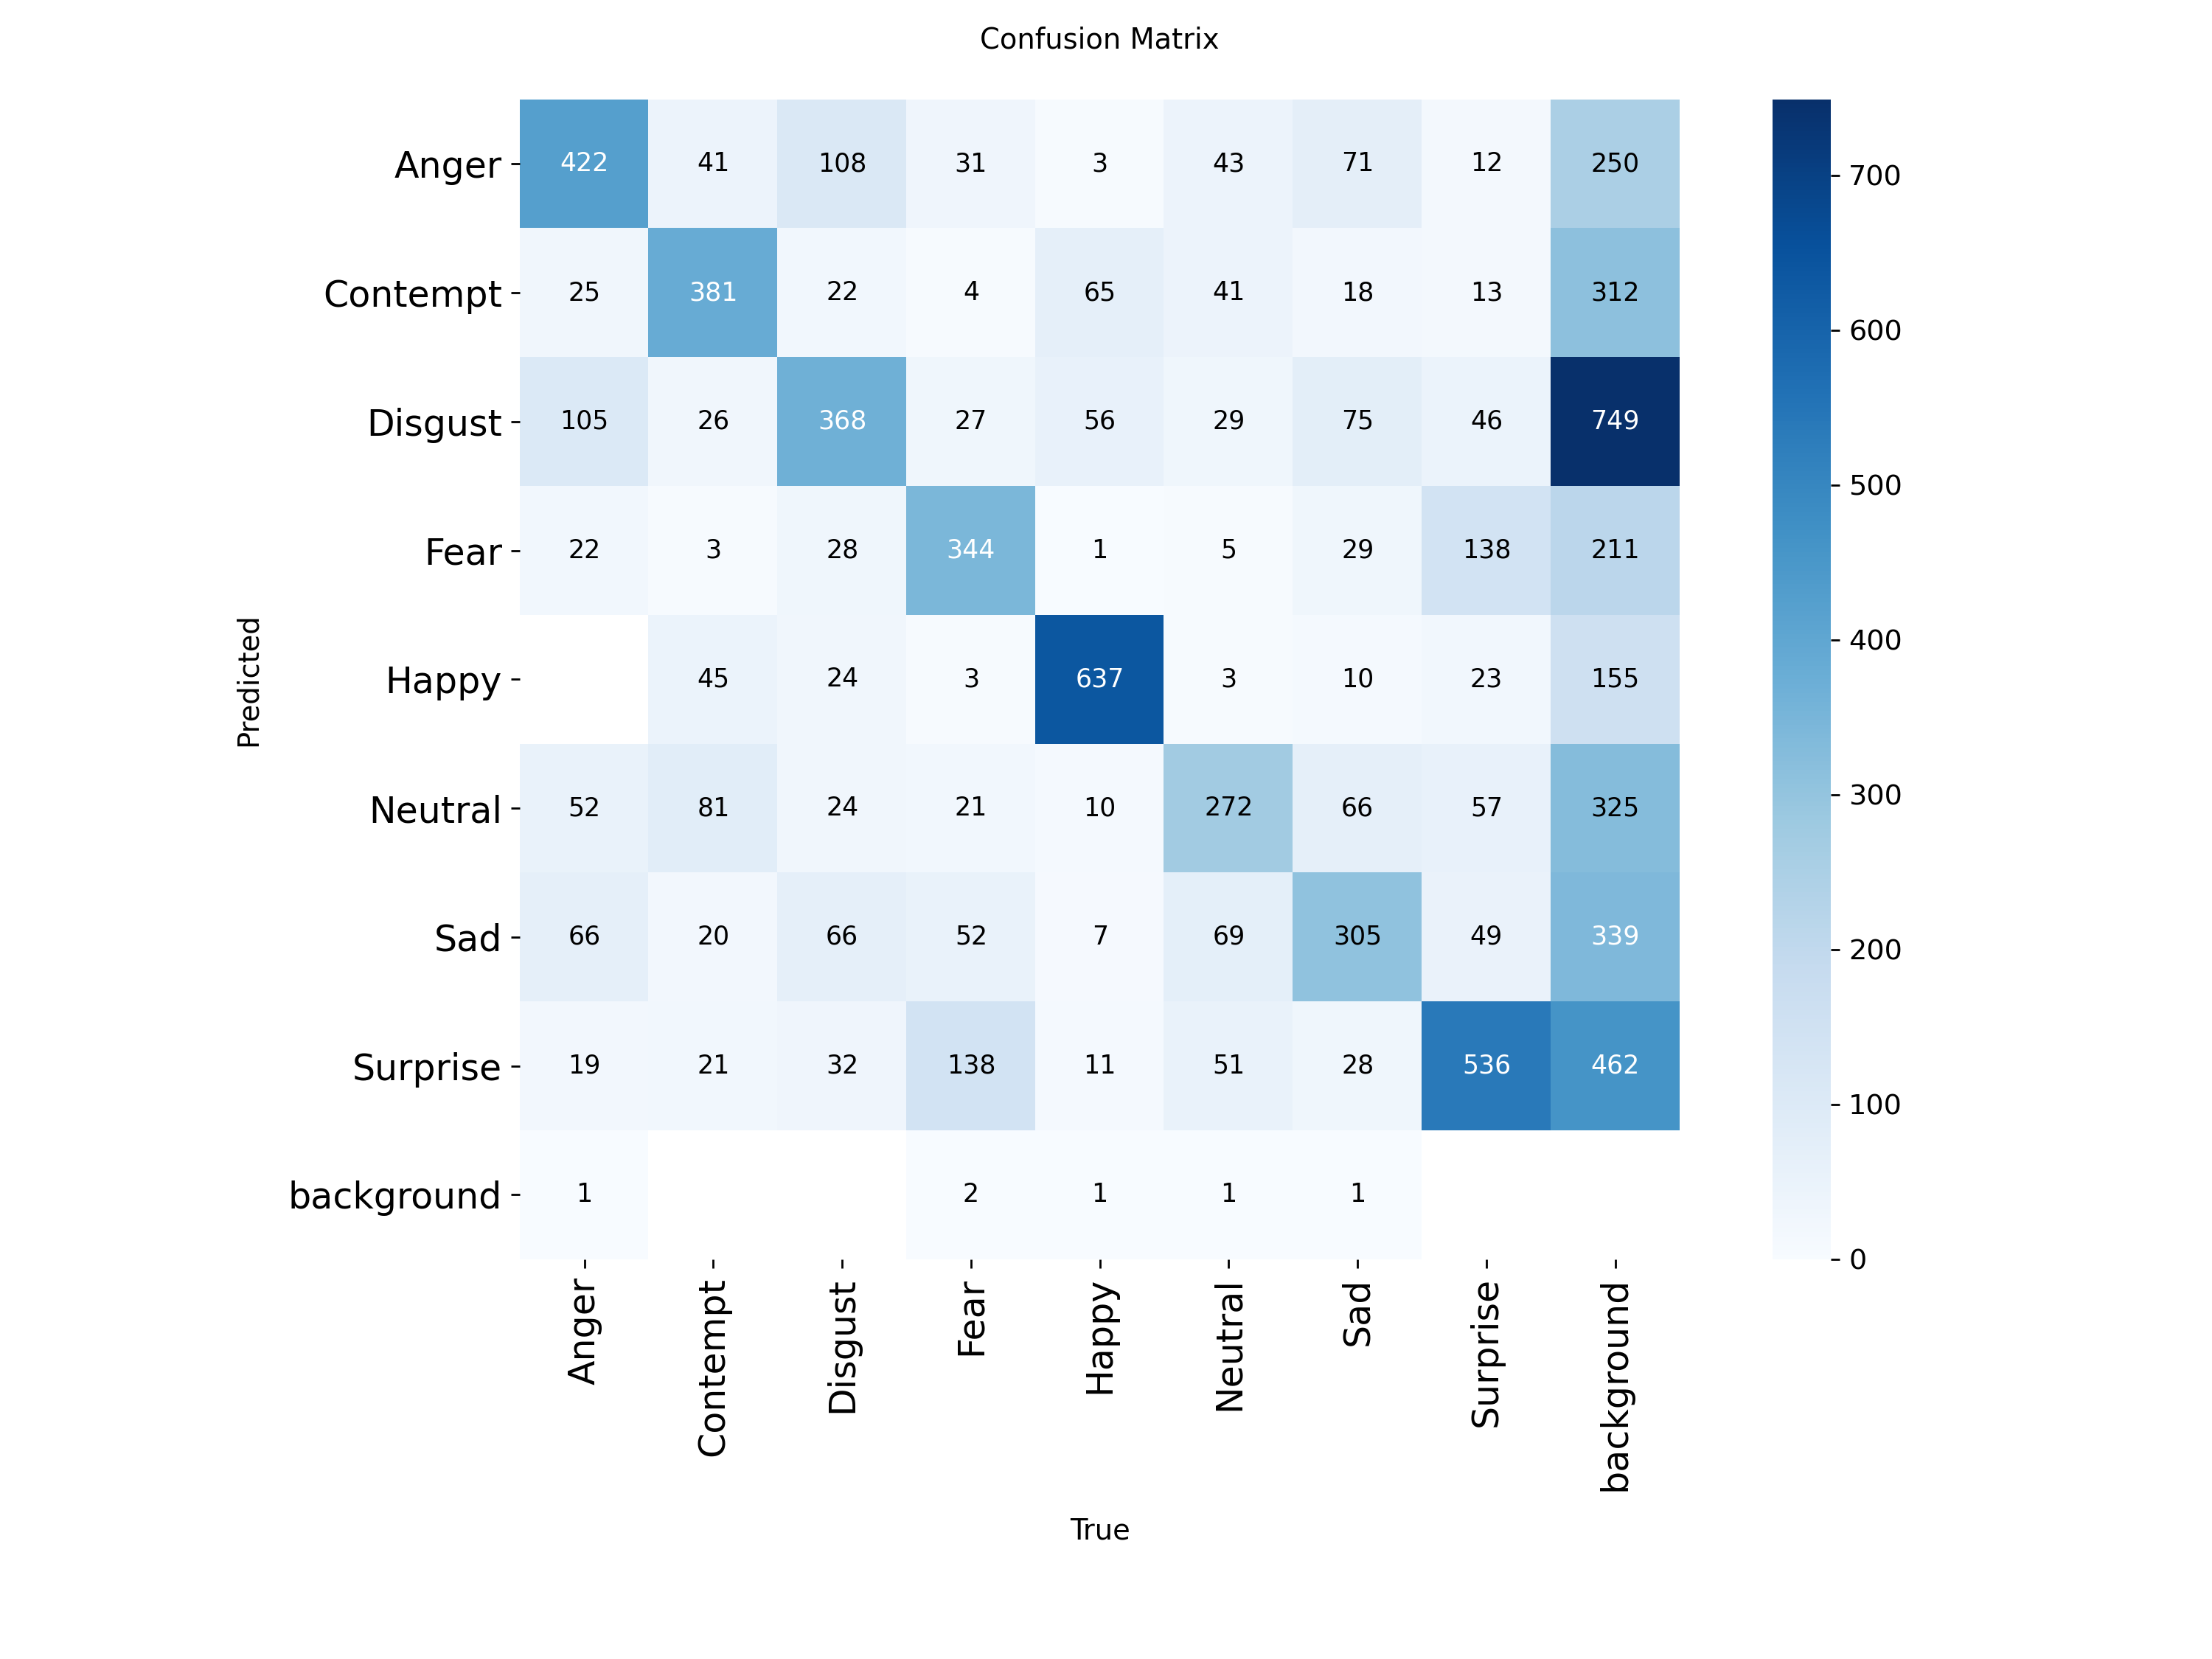 Confusion Matrix
Anger 422 41 108 31 3 43 71 12 250
Contempt 25 381 22 4 65 41 18 13 312
Disgust 105 26 368 27 56 29 75 46 749
Fear 22 3 28 344 1 5 29 138 211
Happy 45 24 3 637 3 10 23 155
Neutral 52 81 24 21 10 272 66 57 325
Sad 66 20 66 52 7 69 305 49 339
Surprise 19 21 32 138 11 51 28 536 462
background 1 2 1 1 1
Anger Contempt Disgust Fear Happy Neutral Sad Surprise background
True
Predicted
700
600
500
400
300
200
100
0